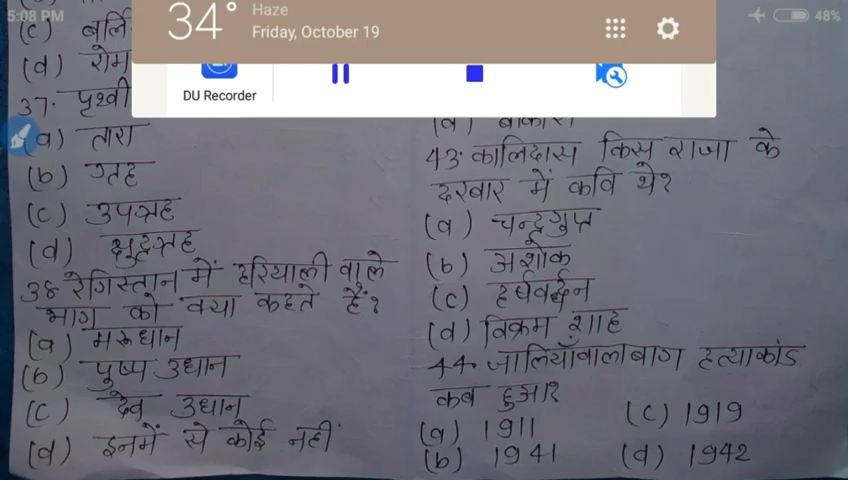 5:08 PM
48%
34°
Haze
Friday, October 19
DU Recorder
(c) बर्लि
(d) रोम
37. पृथ्वी
(a) तारा
(b) ग्रह
(c) उपग्रह
(d) क्षुद्रग्रह
38 रेगिस्तान में हरियाली वाले
भाग को क्या कहते हैं?
(a) मरूधान
(b) पुष्प उधान
(c) देव उधान
(d) इनमें से कोई नहीं
43. कालिदास किस राजा के
दरबार में कवि थे?
(a) चन्द्रगुप्त
(b) अशोक
(c) हर्षवर्द्धन
(d) विक्रम शाह
44. जालियाँवालाबाग हत्याकांड
कब हुआ?
(a) 1911
(c) 1919
(b) 1941
(d) 1942